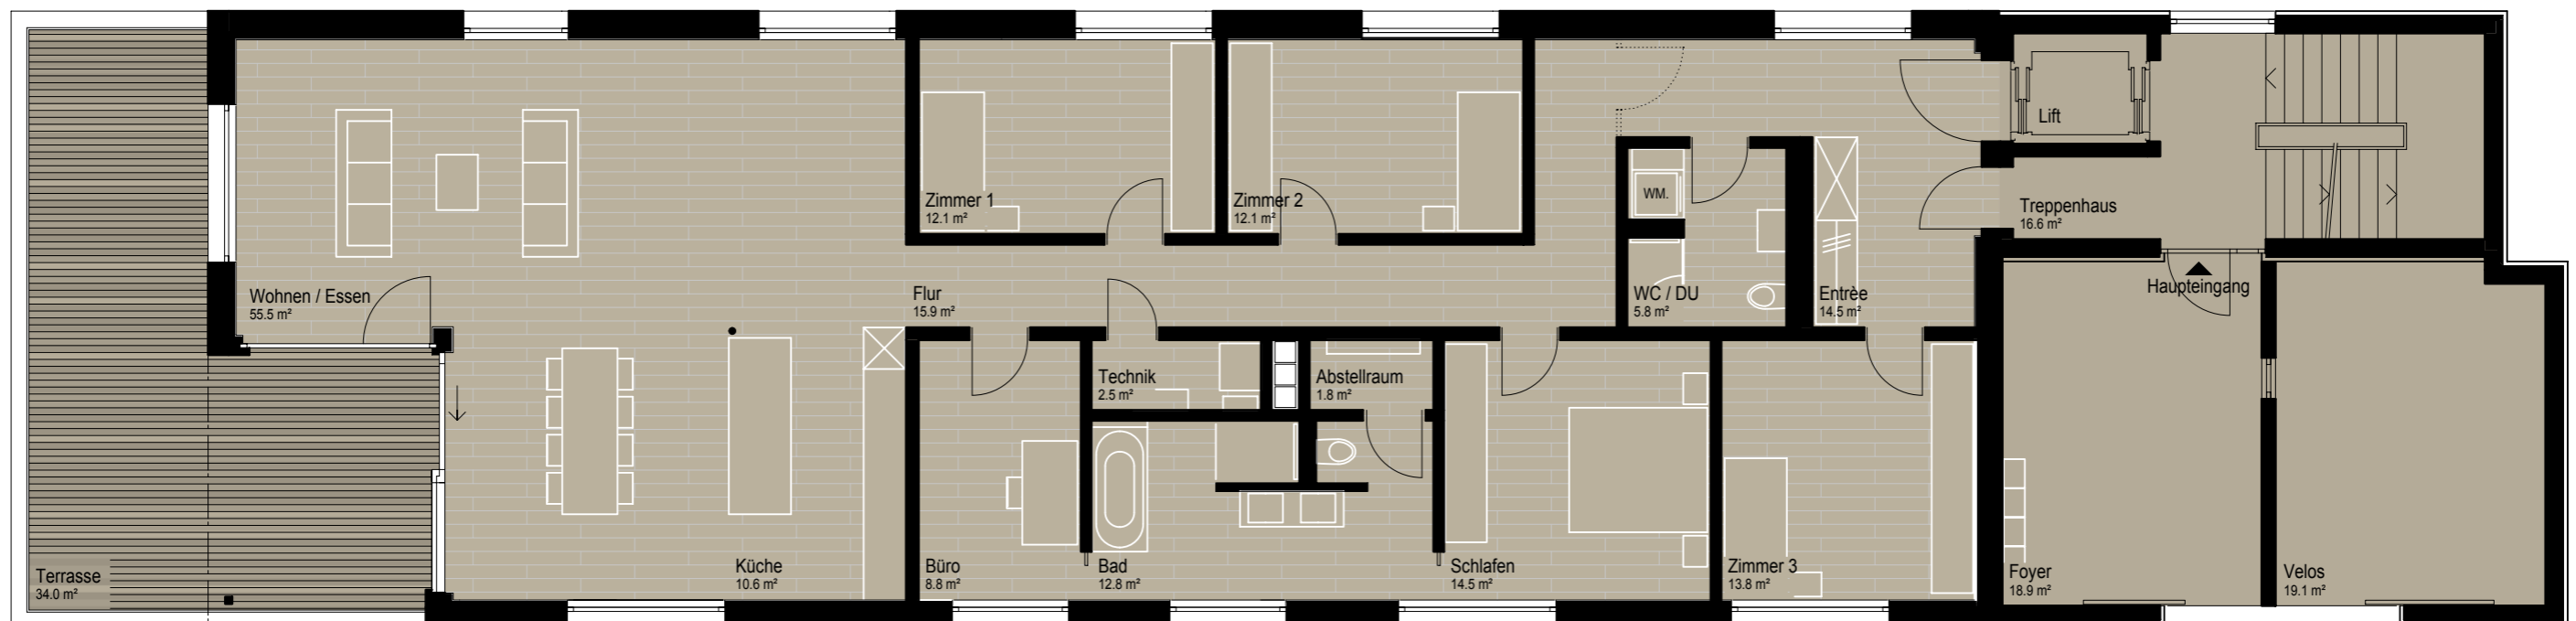 Zimmer 1
12.1 m²
Zimmer 2
12.1 m²
WM.
Lift
Treppenhaus
16.6 m²
Wohnen / Essen
55.5 m²
Flur
15.9 m²
WC / DU
5.8 m²
Entrèe
14.5 m²
Haupteingang
Technik
2.5 m²
Abstellraum
1.8 m²
Terrasse
34.0 m²
Küche
10.6 m²
Büro
8.8 m²
Bad
12.8 m²
Schlafen
14.5 m²
Zimmer 3
13.8 m²
Foyer
18.9 m²
Velos
19.1 m²